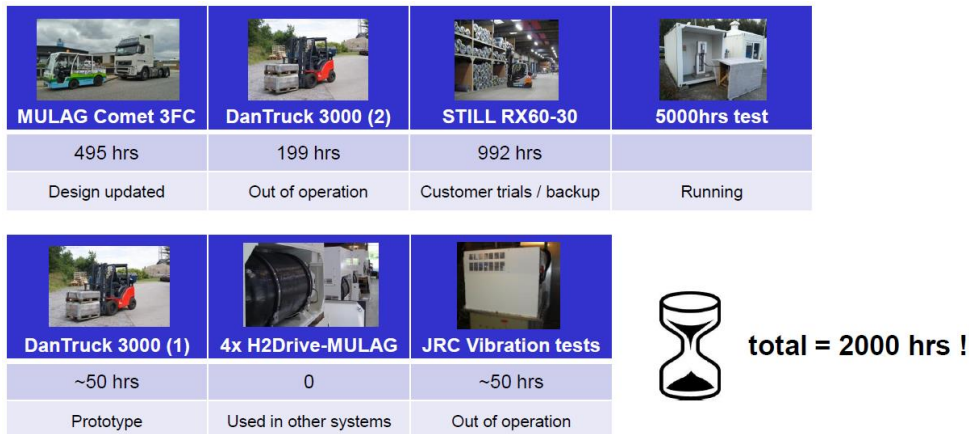 MULAG Comet 3FC
DanTruck 3000 (2)
STILL RX60-30
5000hrs test
495 hrs
199 hrs
992 hrs
Design updated
Out of operation
Customer trials / backup
Running
DanTruck 3000 (1)
4x H2Drive-MULAG
JRC Vibration tests
~50 hrs
0
~50 hrs
Prototype
Used in other systems
Out of operation
total = 2000 hrs !